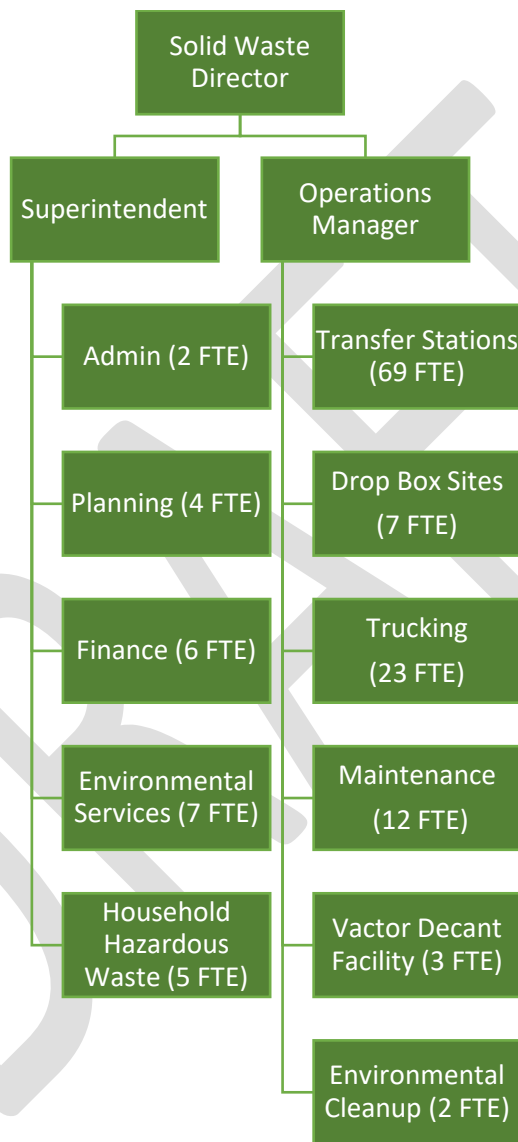 Solid Waste
Director
Superintendent
Operations
Manager
Admin (2 FTE)
Planning (4 FTE)
Finance (6 FTE)
Environmental
Services (7 FTE)
Household
Hazardous
Waste (5 FTE)
Transfer Stations
(69 FTE)
Drop Box Sites
(7 FTE)
Trucking
(23 FTE)
Maintenance
(12 FTE)
Vactor Decant
Facility (3 FTE)
Environmental
Cleanup (2 FTE)
DRAFT